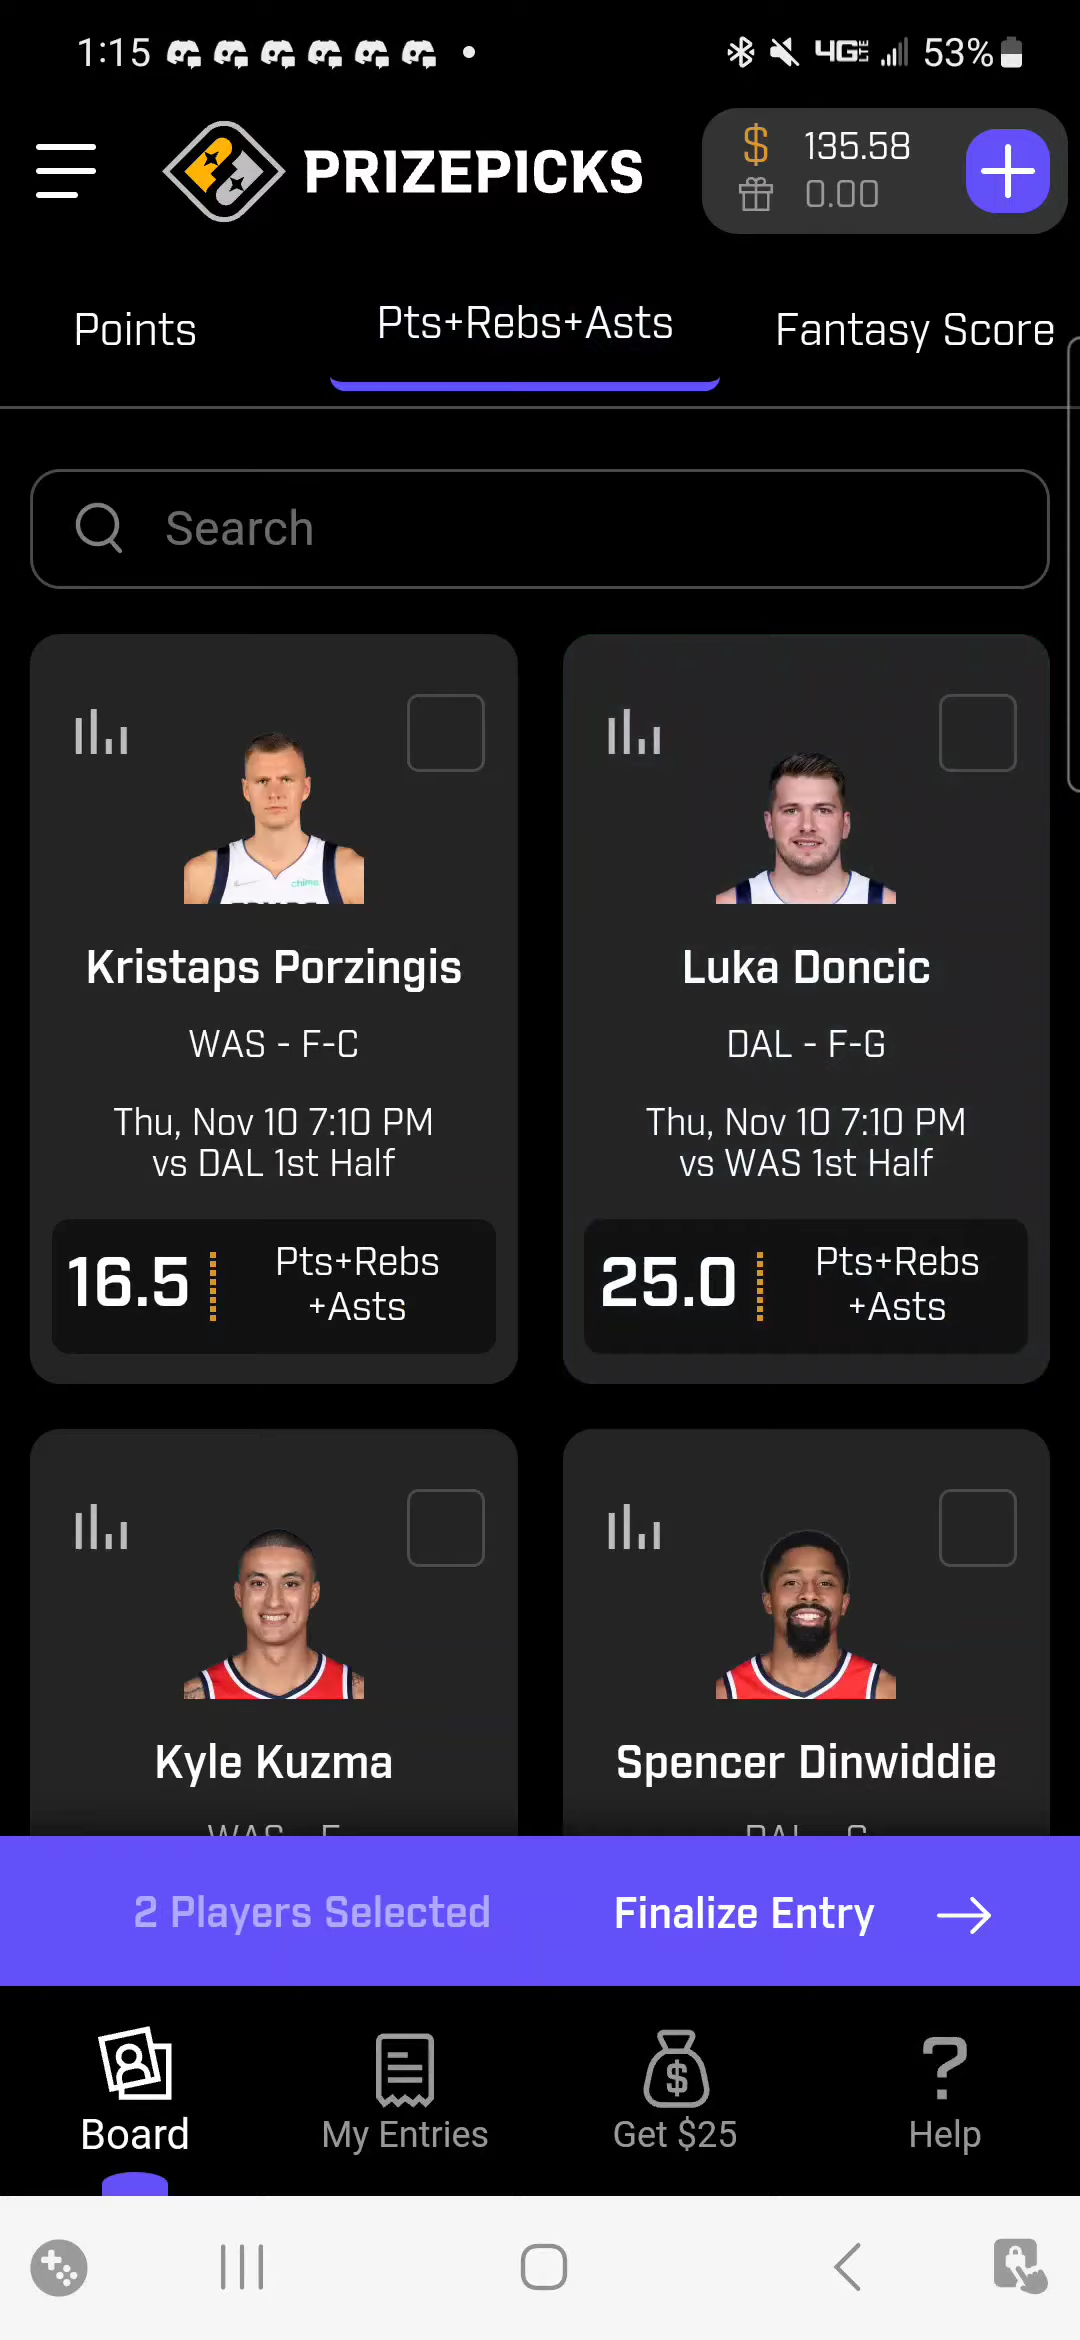 1:15 4G LTE 53%
PRIZEPICKS
$ 135.58
0.00
Points Pts+Rebs+Asts Fantasy Score
Search
Kristaps Porzingis
WAS - F-C
Thu, Nov 10 7:10 PM
vs DAL 1st Half
16.5 Pts+Rebs
+Asts
Luka Doncic
DAL - F-G
Thu, Nov 10 7:10 PM
vs WAS 1st Half
25.0 Pts+Rebs
+Asts
Kyle Kuzma
WAS - F
Spencer Dinwiddie
DAL - G
2 Players Selected Finalize Entry
Board My Entries Get $25 Help